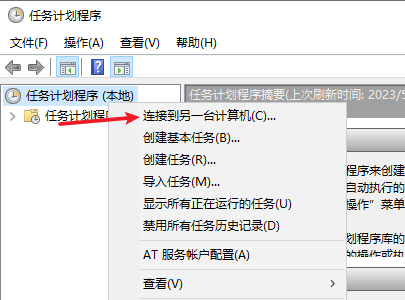 任务计划程序
文件(F) 操作(A) 查看(V) 帮助(H)
任务计划程序 (本地)
任务计划程序摘要(上次刷新时间: 2023/5
任务计划程
连接到另一台计算机(C)...
创建基本任务(B)...
创建任务(R)...
导入任务(M)...
显示所有正在运行的任务(U)
禁用所有任务历史记录(D)
AT 服务帐户配置(A)
查看(V)
程序来创建
自动执行的
操作”菜单
划程序库的
的操作或执